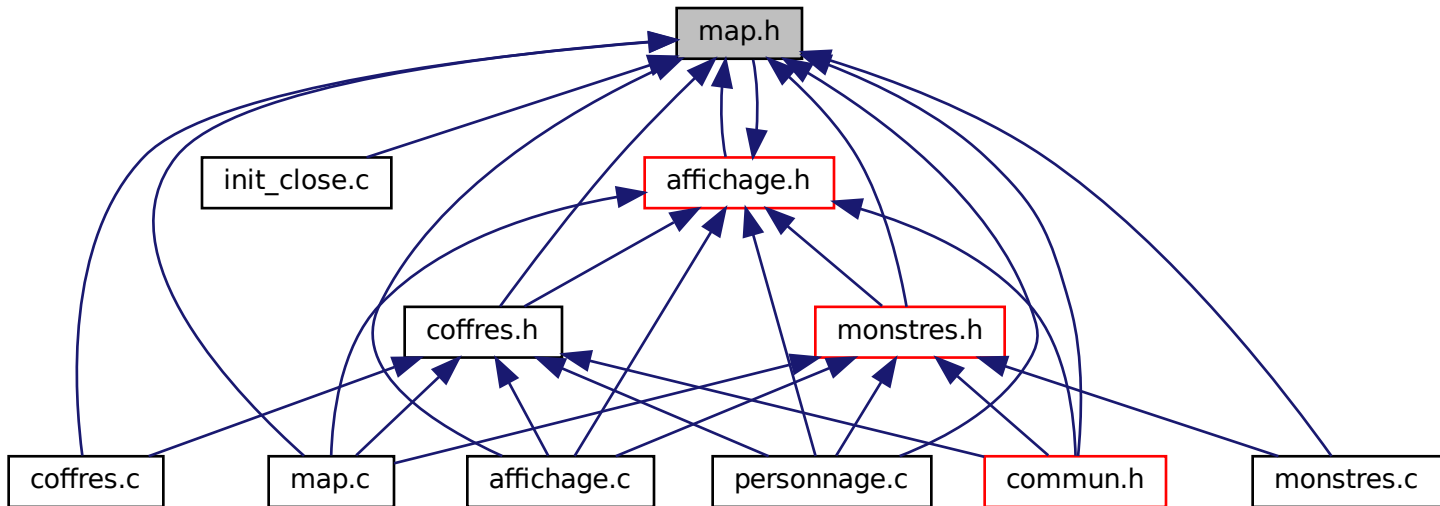 map.h
init_close.c
affichage.h
coffres.h
monstres.h
coffres.c
map.c
affichage.c
personnage.c
commun.h
monstres.c